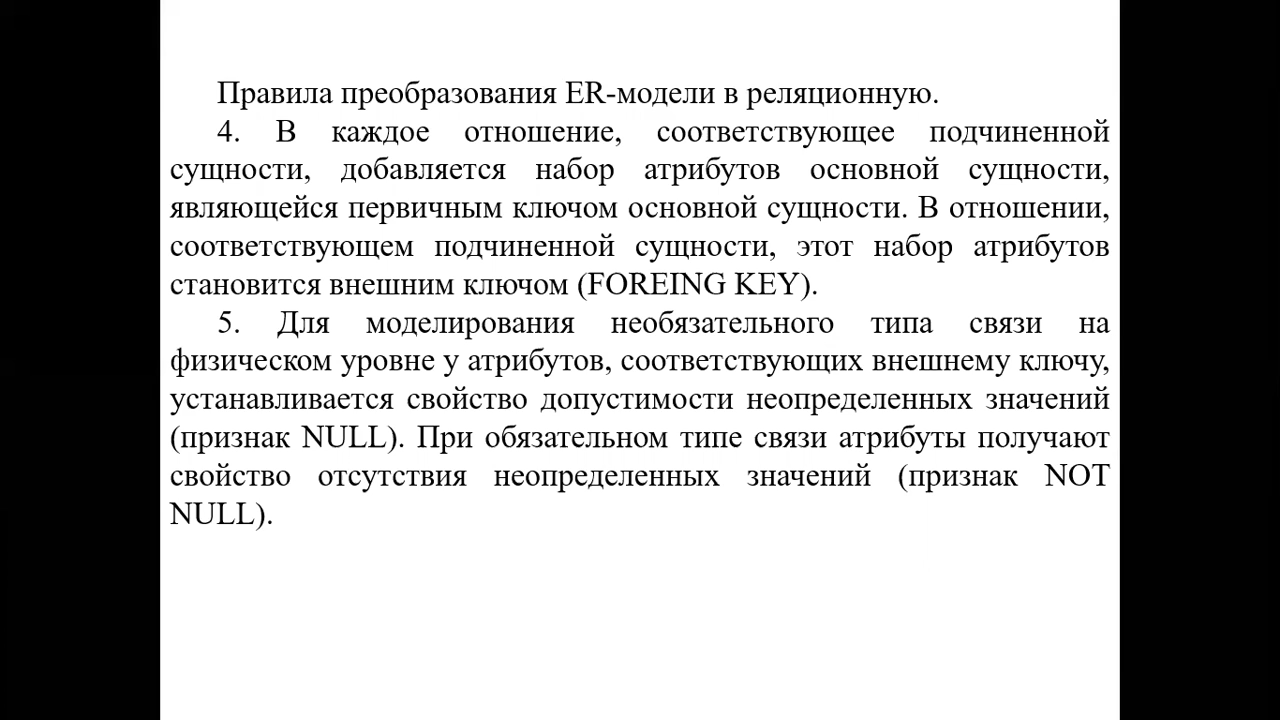 Правила преобразования ER-модели в реляционную.
4. В каждое отношение, соответствующее подчиненной
сущности, добавляется набор атрибутов основной сущности,
являющейся первичным ключом основной сущности. В отношении,
соответствующем подчиненной сущности, этот набор атрибутов
становится внешним ключом (FOREING KEY).
5. Для моделирования необязательного типа связи на
физическом уровне у атрибутов, соответствующих внешнему ключу,
устанавливается свойство допустимости неопределенных значений
(признак NULL). При обязательном типе связи атрибуты получают
свойство отсутствия неопределенных значений (признак NOT
NULL).